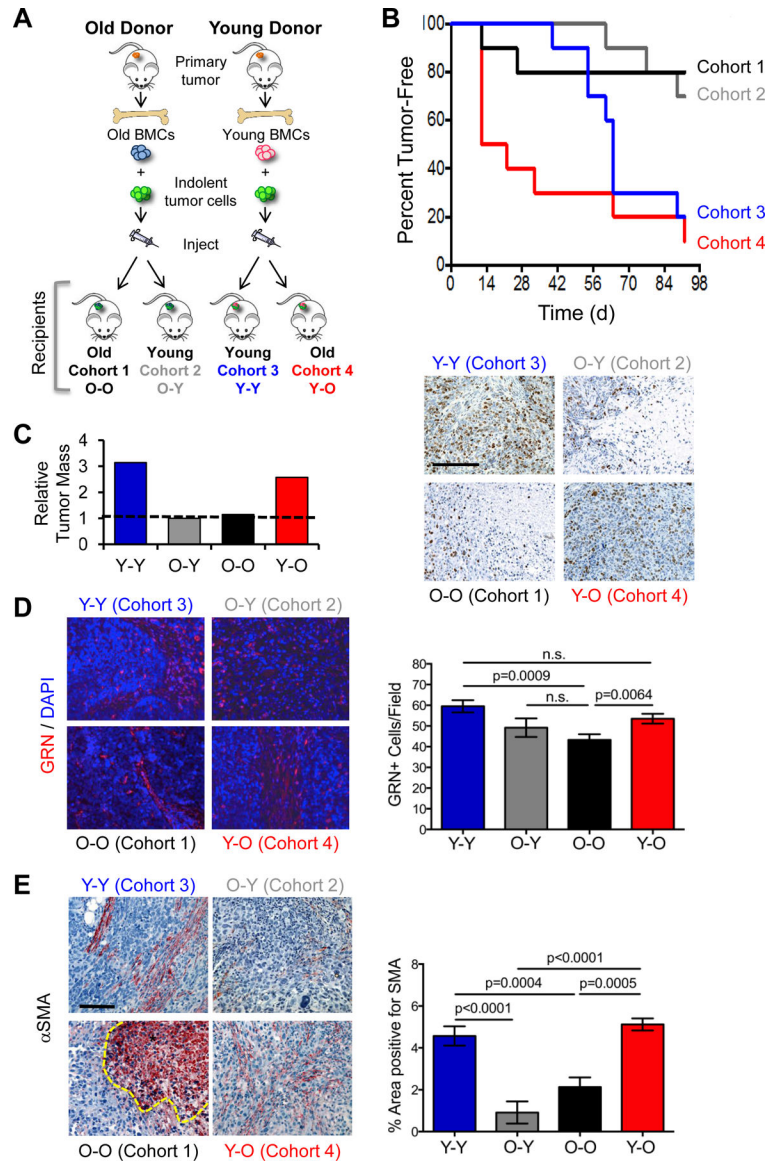 A
Old Donor
Young Donor
Primary
tumor
Old BMCs
Young BMCs
+
+
Indolent
tumor cells
Inject
Recipients
Old
Cohort 1
O-O
Young
Cohort 2
O-Y
Young
Cohort 3
Y-Y
Old
Cohort 4
Y-O
B
Percent Tumor-Free
100
80
60
40
20
0
0
14
28
42
56
70
84
98
Time (d)
Cohort 1
Cohort 2
Cohort 3
Cohort 4
Y-Y (Cohort 3)
O-Y (Cohort 2)
O-O (Cohort 1)
Y-O (Cohort 4)
C
Relative
Tumor Mass
4
3
2
1
0
Y-Y
O-Y
O-O
Y-O
D
Y-Y (Cohort 3)
O-Y (Cohort 2)
GRN / DAPI
O-O (Cohort 1)
Y-O (Cohort 4)
GRN+ Cells/Field
80
70
60
50
40
30
20
10
0
n.s.
p=0.0009
n.s.
p=0.0064
Y-Y
O-Y
O-O
Y-O
E
Y-Y (Cohort 3)
O-Y (Cohort 2)
αSMA
O-O (Cohort 1)
Y-O (Cohort 4)
% Area positive for SMA
8
6
4
2
0
p<0.0001
p=0.0004
p=0.0005
p<0.0001
Y-Y
O-Y
O-O
Y-O